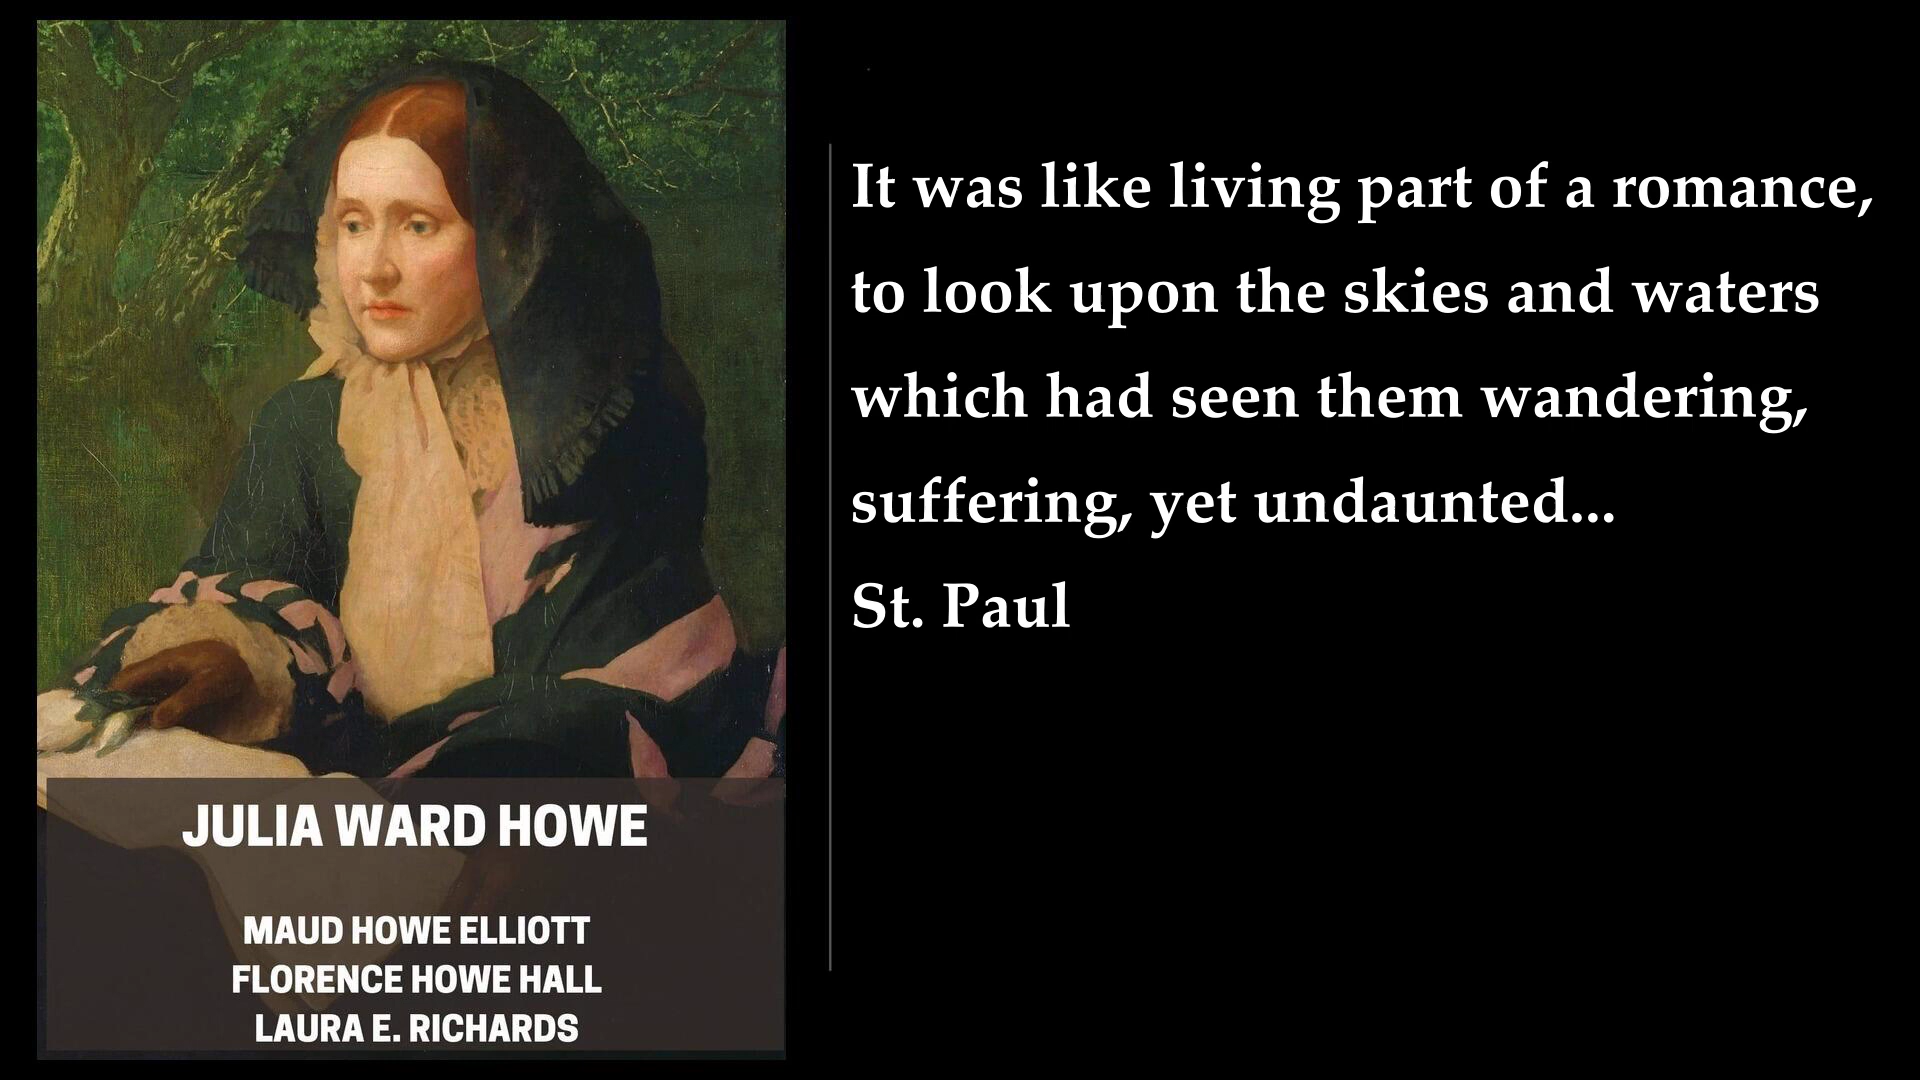 JULIA WARD HOWE
MAUD HOWE ELLIOTT
FLORENCE HOWE HALL
LAURA E. RICHARDS
It was like living part of a romance,
to look upon the skies and waters
which had seen them wandering,
suffering, yet undaunted...
St. Paul